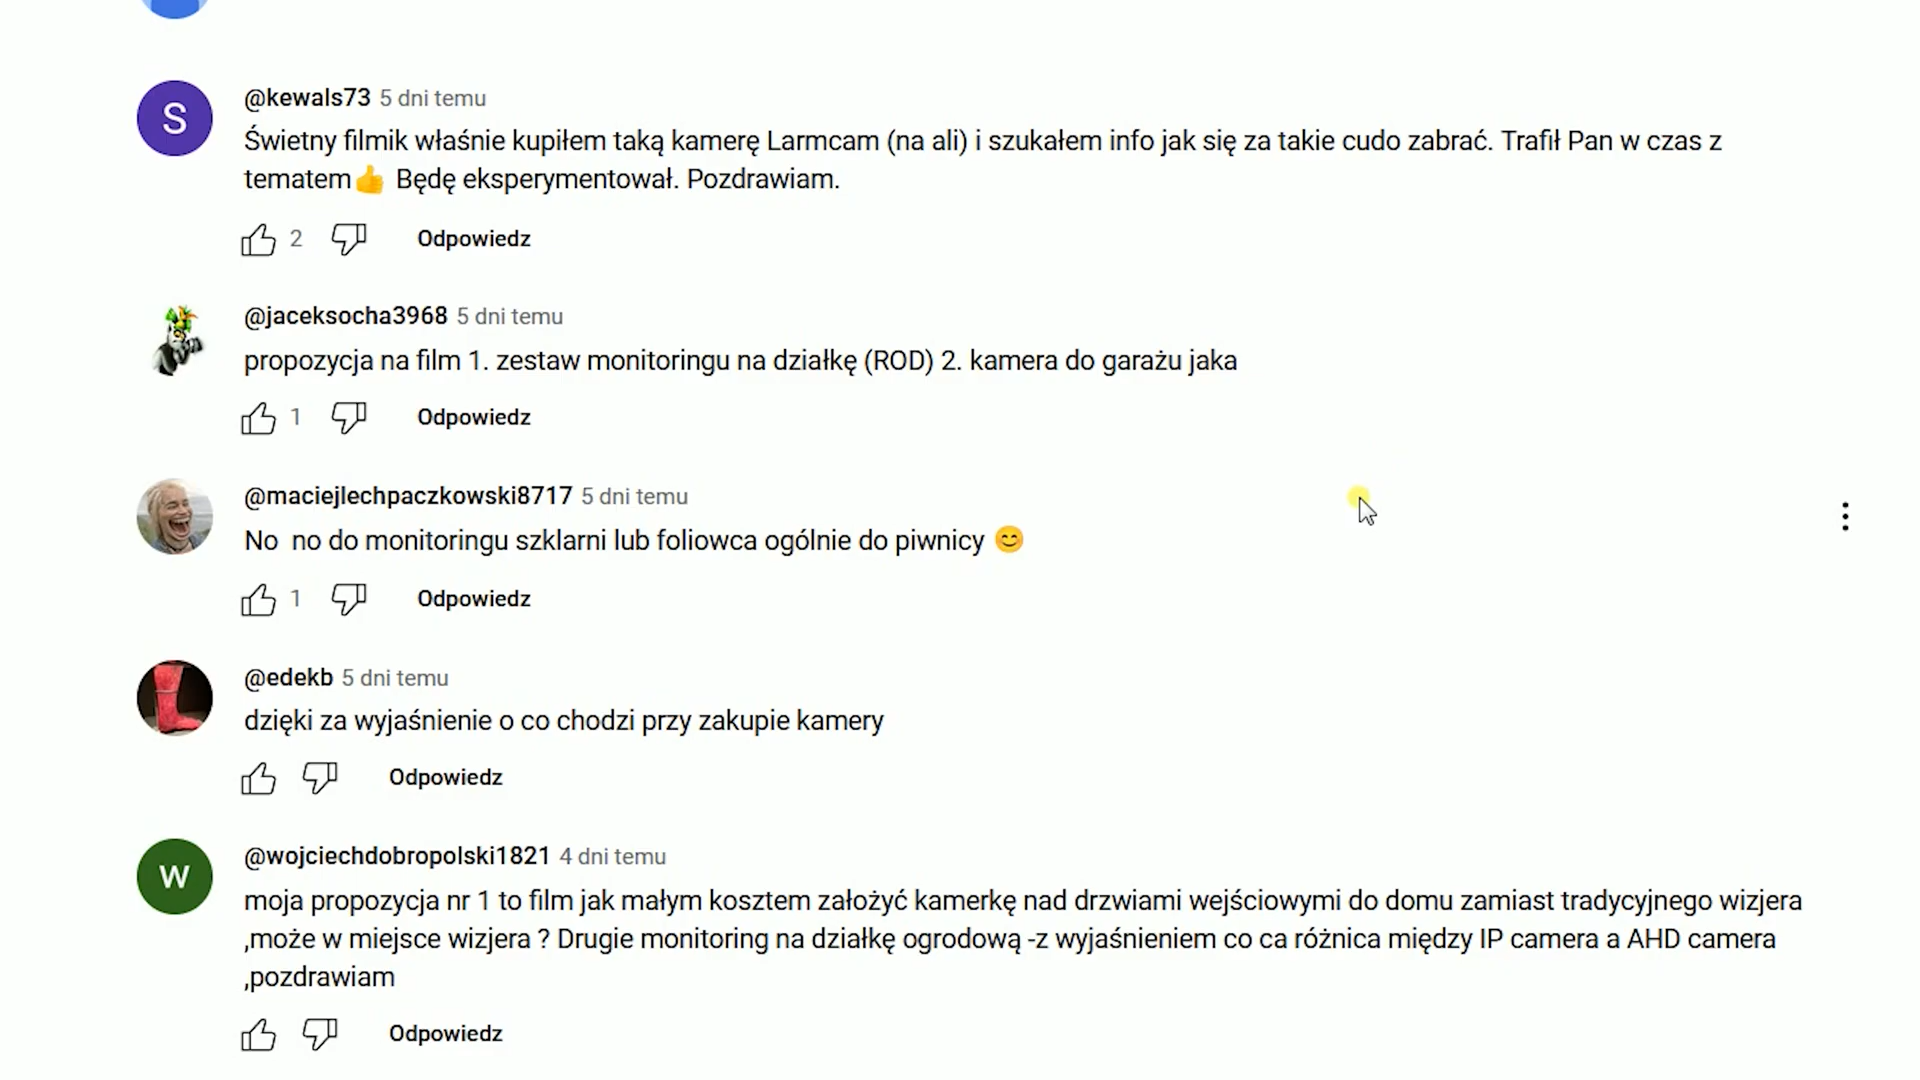 S
@kewals73 5 dni temu
Świetny filmik właśnie kupiłem taką kamerę Larmcam (na ali) i szukałem info jak się za takie cudo zabrać. Trafił Pan w czas z
tematem👍 Będę eksperymentował. Pozdrawiam.
2 Odpowiedz
@jaceksocha3968 5 dni temu
propozycja na film 1. zestaw monitoringu na działkę (ROD) 2. kamera do garażu jaka
1 Odpowiedz
@maciejlechpaczkowski8717 5 dni temu
No  no do monitoringu szklarni lub foliowca ogólnie do piwnicy 😊
1 Odpowiedz
@edekb 5 dni temu
dzięki za wyjaśnienie o co chodzi przy zakupie kamery
Odpowiedz
W
@wojciechdobropolski1821 4 dni temu
moja propozycja nr 1 to film jak małym kosztem założyć kamerkę nad drzwiami wejściowymi do domu zamiast tradycyjnego wizjera
,może w miejsce wizjera ? Drugie monitoring na działkę ogrodową -z wyjaśnieniem co ca różnica między IP camera a AHD camera
,pozdrawiam
Odpowiedz